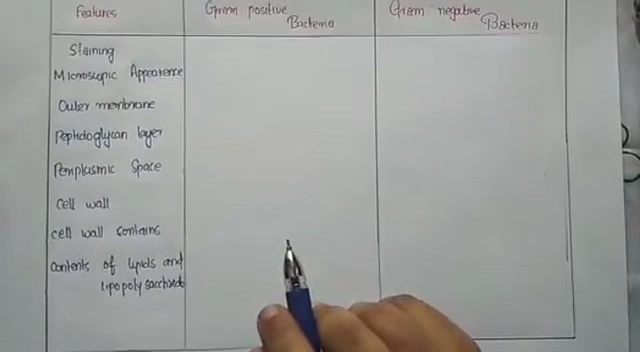 Features
Gram positive
Bacteria
Gram negative
Bacteria
Staining
Microscopic Appearence
Outer membrane
Peptidoglycan layer
Periplasmic Space
Cell wall
Cell wall contains
Contents of lipids and
lipopolysaccharide